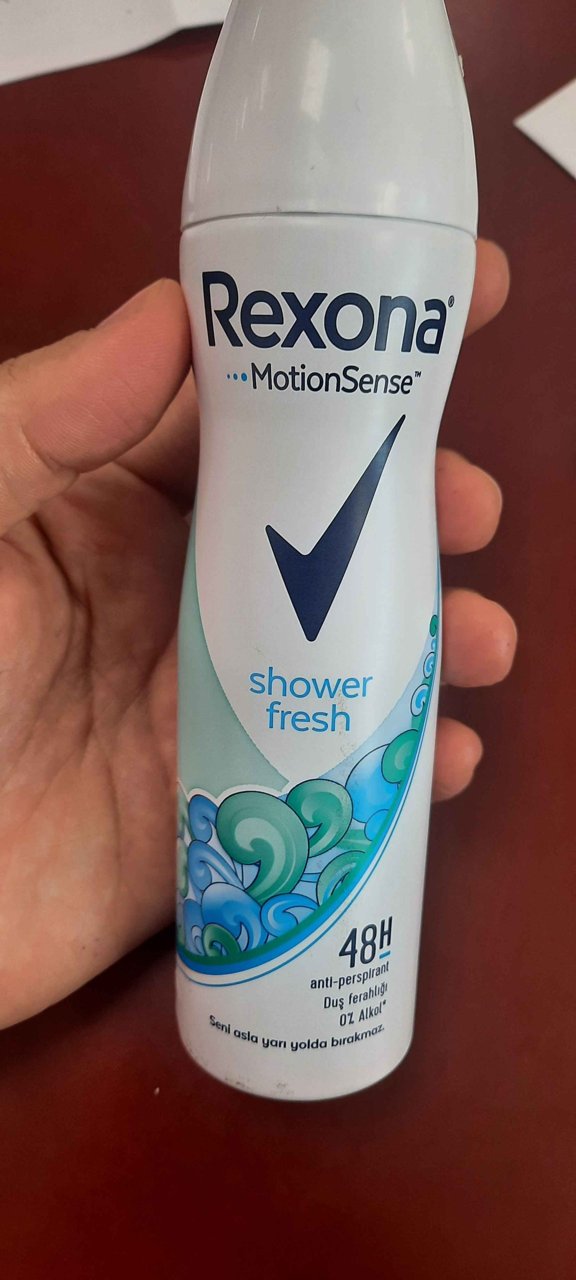 Rexona®
MotionSense™
shower
fresh
48H
anti-perspirant
Duş ferahlığı
0% Alkol*
Seni asla yarı yolda bırakmaz.